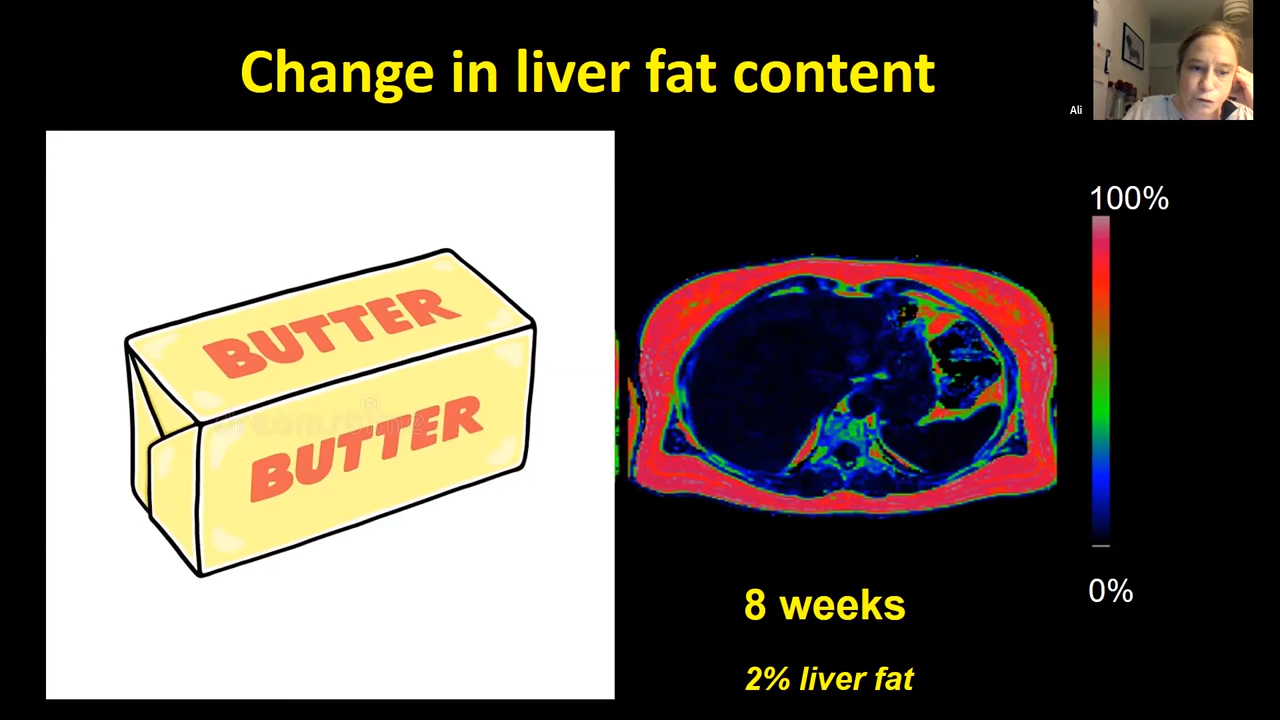 Change in liver fat content
Ali
100%
BUTTER
BUTTER
0%
8 weeks
2% liver fat